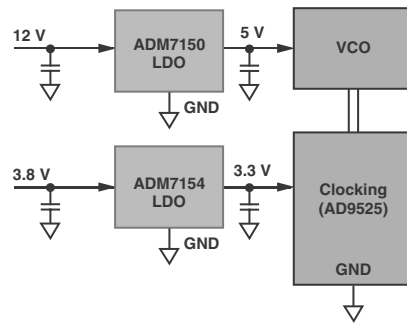 12 V
ADM7150
LDO
5 V
VCO
GND
3.8 V
ADM7154
LDO
3.3 V
Clocking
(AD9525)
GND
GND